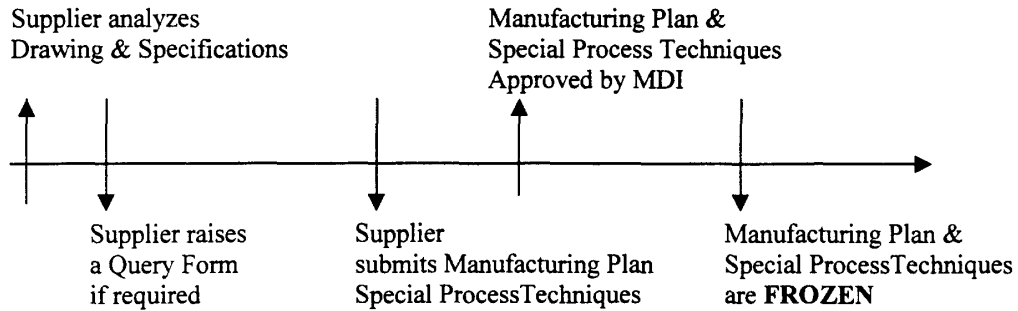 Supplier analyzes
Drawing & Specifications
Manufacturing Plan &
Special Process Techniques
Approved by MDI
Supplier raises
a Query Form
if required
Supplier
submits Manufacturing Plan
Special ProcessTechniques
Manufacturing Plan &
Special ProcessTechniques
are FROZEN